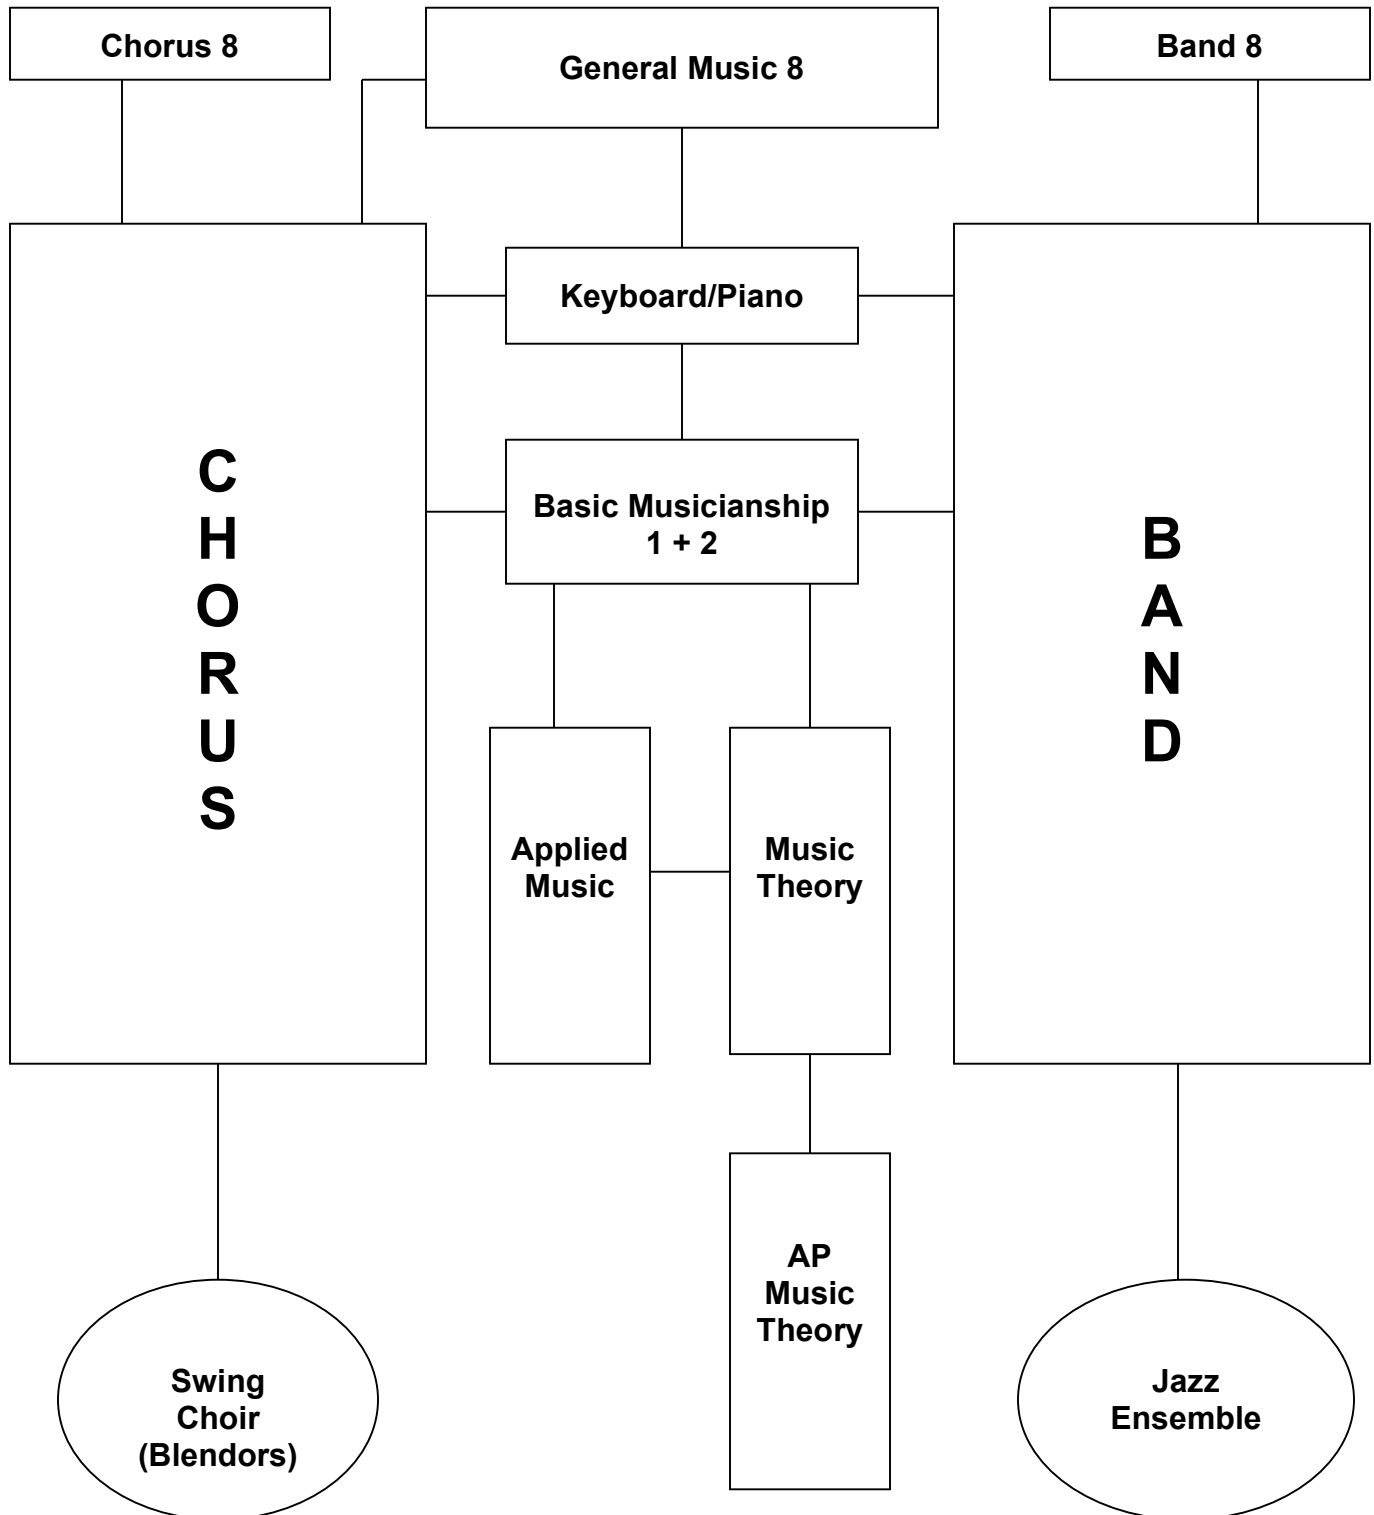 Chorus 8
General Music 8
Band 8
Keyboard/Piano
Basic Musicianship
1 + 2
C
H
O
R
U
S
B
A
N
D
Applied
Music
Music
Theory
AP
Music
Theory
Swing
Choir
(Blendors)
Jazz
Ensemble